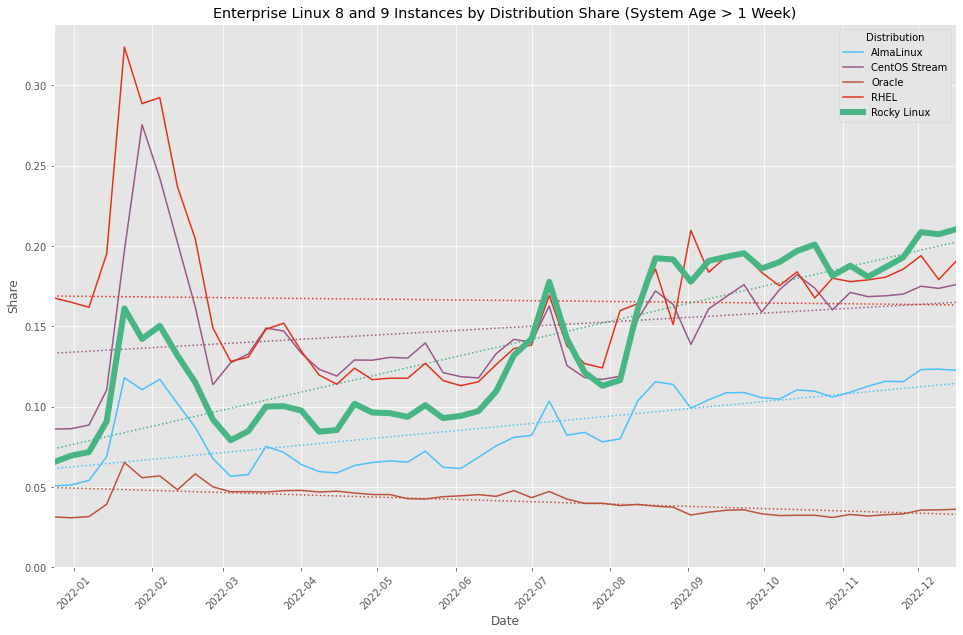 Enterprise Linux 8 and 9 Instances by Distribution Share (System Age > 1 Week)
Distribution
AlmaLinux
CentOS Stream
Oracle
RHEL
Rocky Linux
Share
0.30
0.25
0.20
0.15
0.10
0.05
0.00
2022-01
2022-02
2022-03
2022-04
2022-05
2022-06
2022-07
2022-08
2022-09
2022-10
2022-11
2022-12
Date